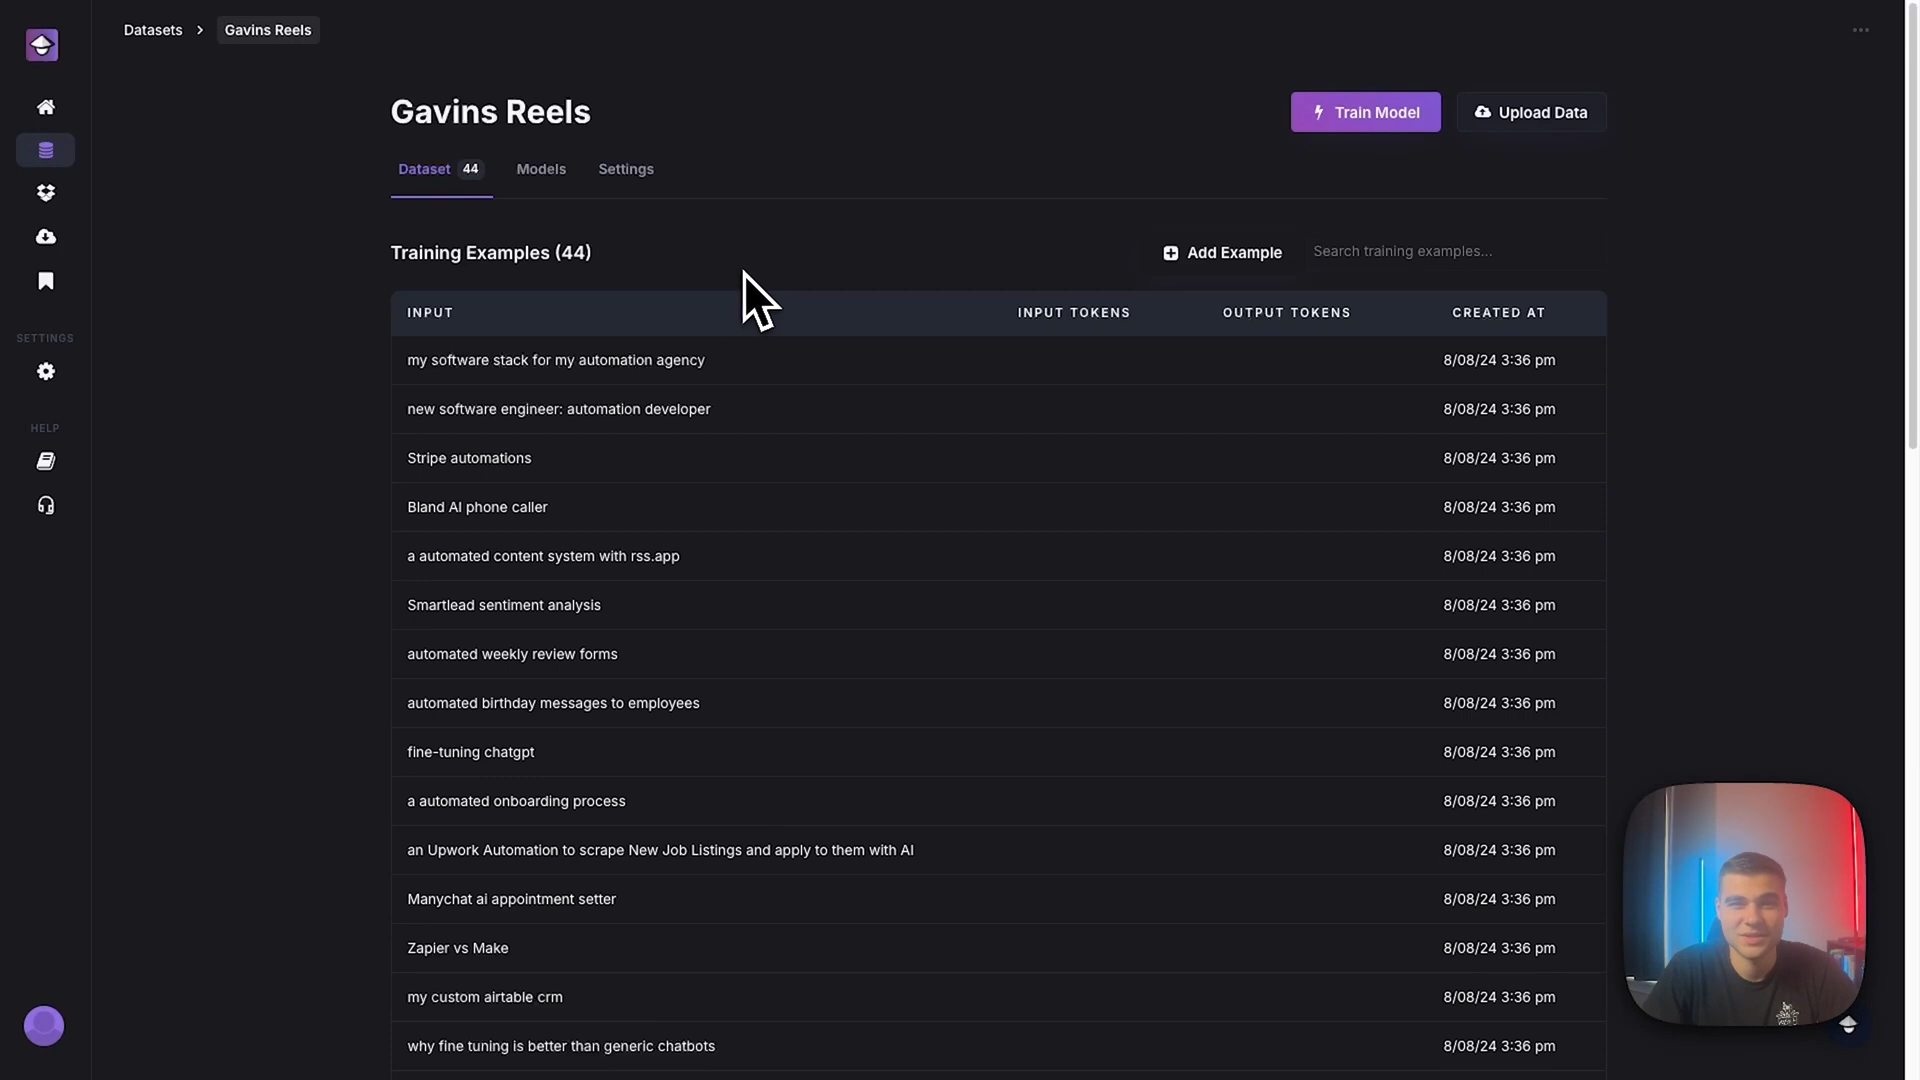 Datasets > Gavins Reels
Gavins Reels
Train Model
Upload Data
Dataset 44
Models
Settings
Training Examples (44)
Add Example
Search training examples...
INPUT INPUT TOKENS OUTPUT TOKENS CREATED AT
my software stack for my automation agency 8/08/24 3:36 pm
new software engineer: automation developer 8/08/24 3:36 pm
Stripe automations 8/08/24 3:36 pm
Bland AI phone caller 8/08/24 3:36 pm
a automated content system with rss.app 8/08/24 3:36 pm
Smartlead sentiment analysis 8/08/24 3:36 pm
automated weekly review forms 8/08/24 3:36 pm
automated birthday messages to employees 8/08/24 3:36 pm
fine-tuning chatgpt 8/08/24 3:36 pm
a automated onboarding process 8/08/24 3:36 pm
an Upwork Automation to scrape New Job Listings and apply to them with AI 8/08/24 3:36 pm
Manychat ai appointment setter 8/08/24 3:36 pm
Zapier vs Make 8/08/24 3:36 pm
my custom airtable crm 8/08/24 3:36 pm
why fine tuning is better than generic chatbots 8/08/24 3:36 pm
SETTINGS
HELP